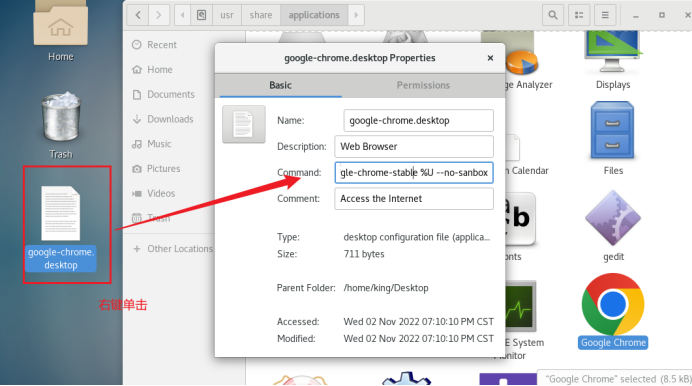 Home
Trash
google-chrome.
desktop
右键单击
usr
share
applications
Recent
Home
Documents
Downloads
Music
Pictures
Videos
Trash
+ Other Locations
google-chrome.desktop Properties
Basic
Permissions
Name: google-chrome.desktop
Description: Web Browser
Command: gle-chrome-stable %U --no-sanbox
Comment: Access the Internet
Type: desktop configuration file (applica...
Size: 711 bytes
Parent Folder: /home/king/Desktop
Accessed: Wed 02 Nov 2022 07:10:10 PM CST
Modified: Wed 02 Nov 2022 07:10:10 PM CST
age Analyzer
Displays
n Calendar
Files
onts
gedit
E System
Monitor
Google Chrome
"Google Chrome" selected (8.5 kB)